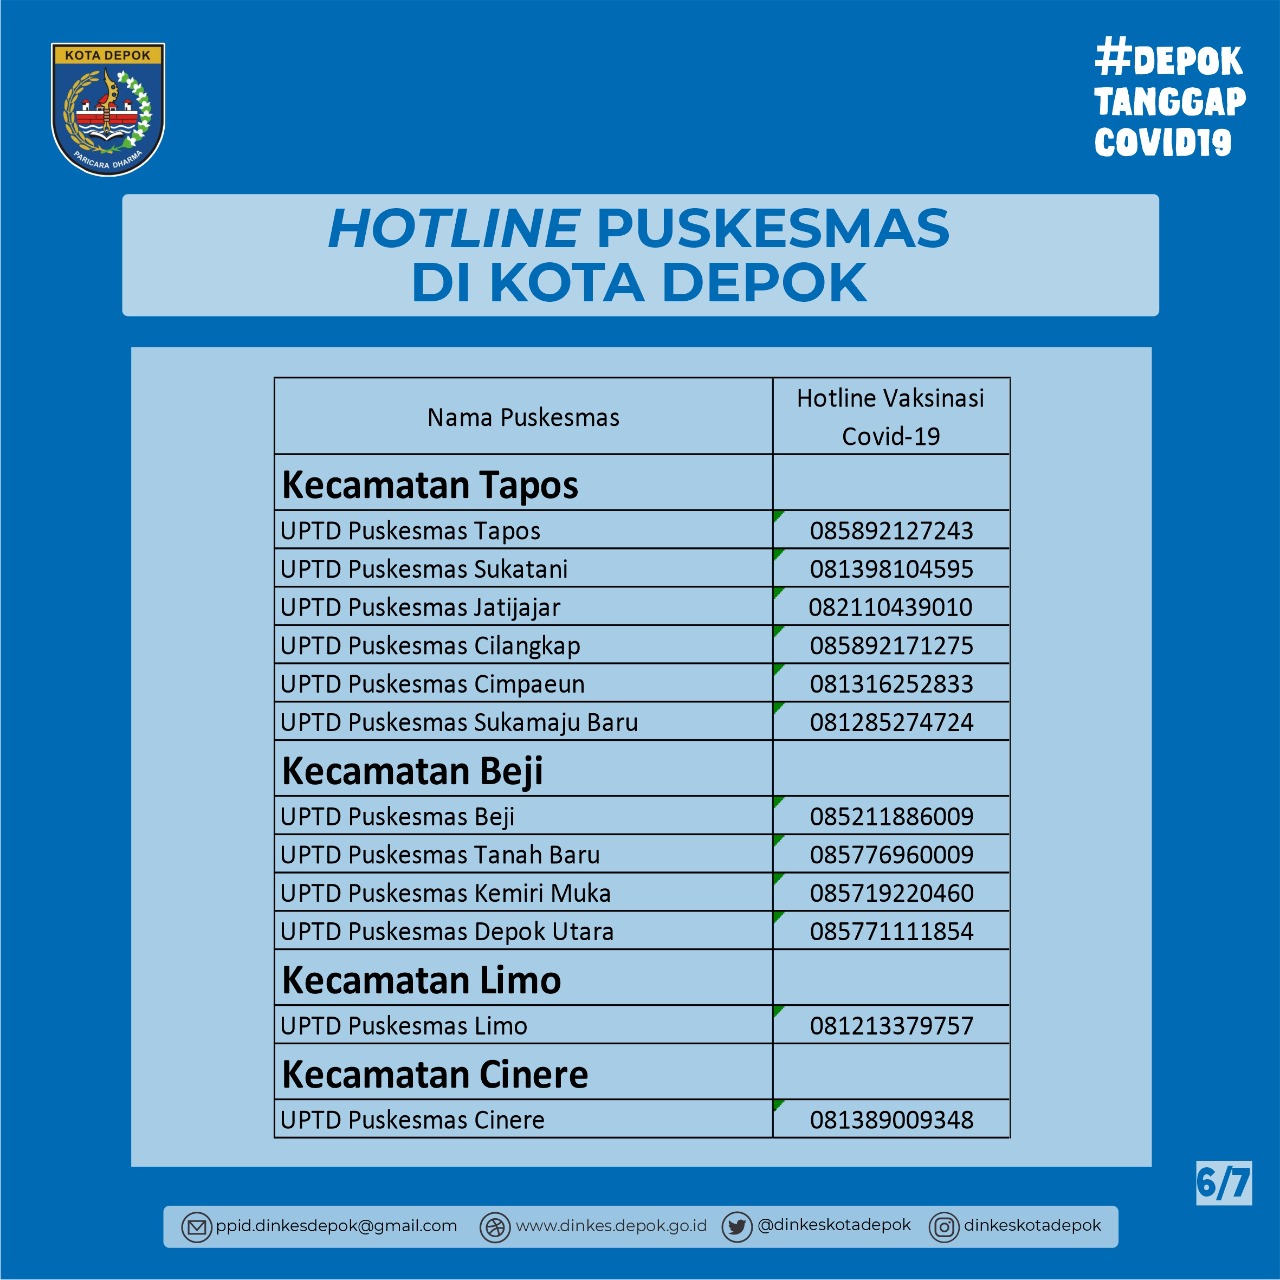 KOTA DEPOK
PARICARA DHARMA
#DEPOK
TANGGAP
COVID19
HOTLINE PUSKESMAS
DI KOTA DEPOK
Nama Puskesmas
Hotline Vaksinasi
Covid-19
Kecamatan Tapos
UPTD Puskesmas Tapos 085892127243
UPTD Puskesmas Sukatani 081398104595
UPTD Puskesmas Jatijajar 082110439010
UPTD Puskesmas Cilangkap 085892171275
UPTD Puskesmas Cimpaeun 081316252833
UPTD Puskesmas Sukamaju Baru 081285274724
Kecamatan Beji
UPTD Puskesmas Beji 085211886009
UPTD Puskesmas Tanah Baru 085776960009
UPTD Puskesmas Kemiri Muka 085719220460
UPTD Puskesmas Depok Utara 085771111854
Kecamatan Limo
UPTD Puskesmas Limo 081213379757
Kecamatan Cinere
UPTD Puskesmas Cinere 081389009348
6/7
ppid.dinkesdepok@gmail.com www.dinkes.depok.go.id @dinkeskotadepok dinkeskotadepok